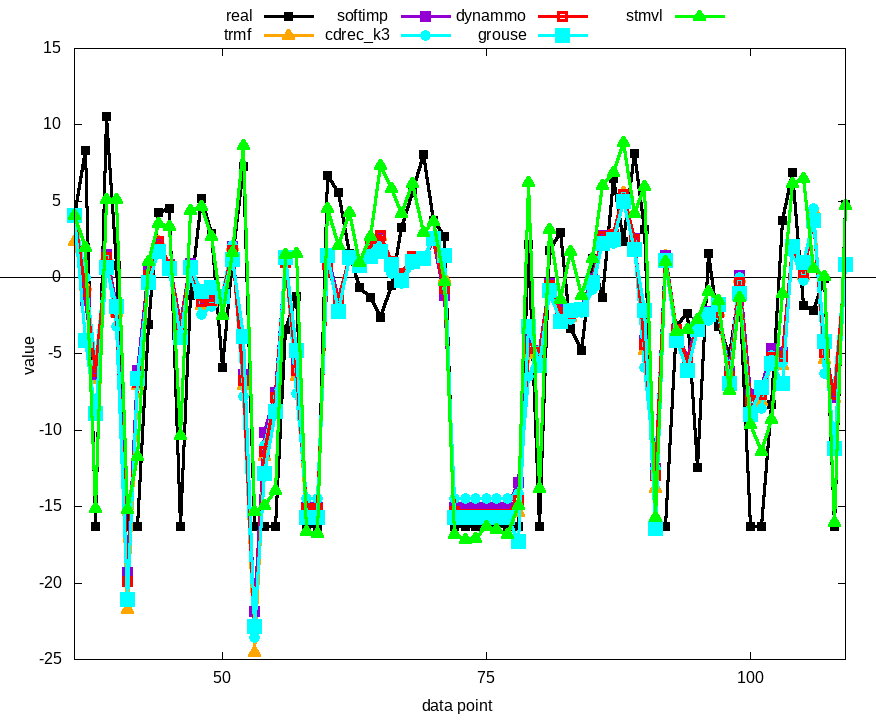 real softimp dynammo stmvl
trmf cdrec_k3 grouse
15
10
5
0
-5
-10
-15
-20
-25
value
50 75 100
data point